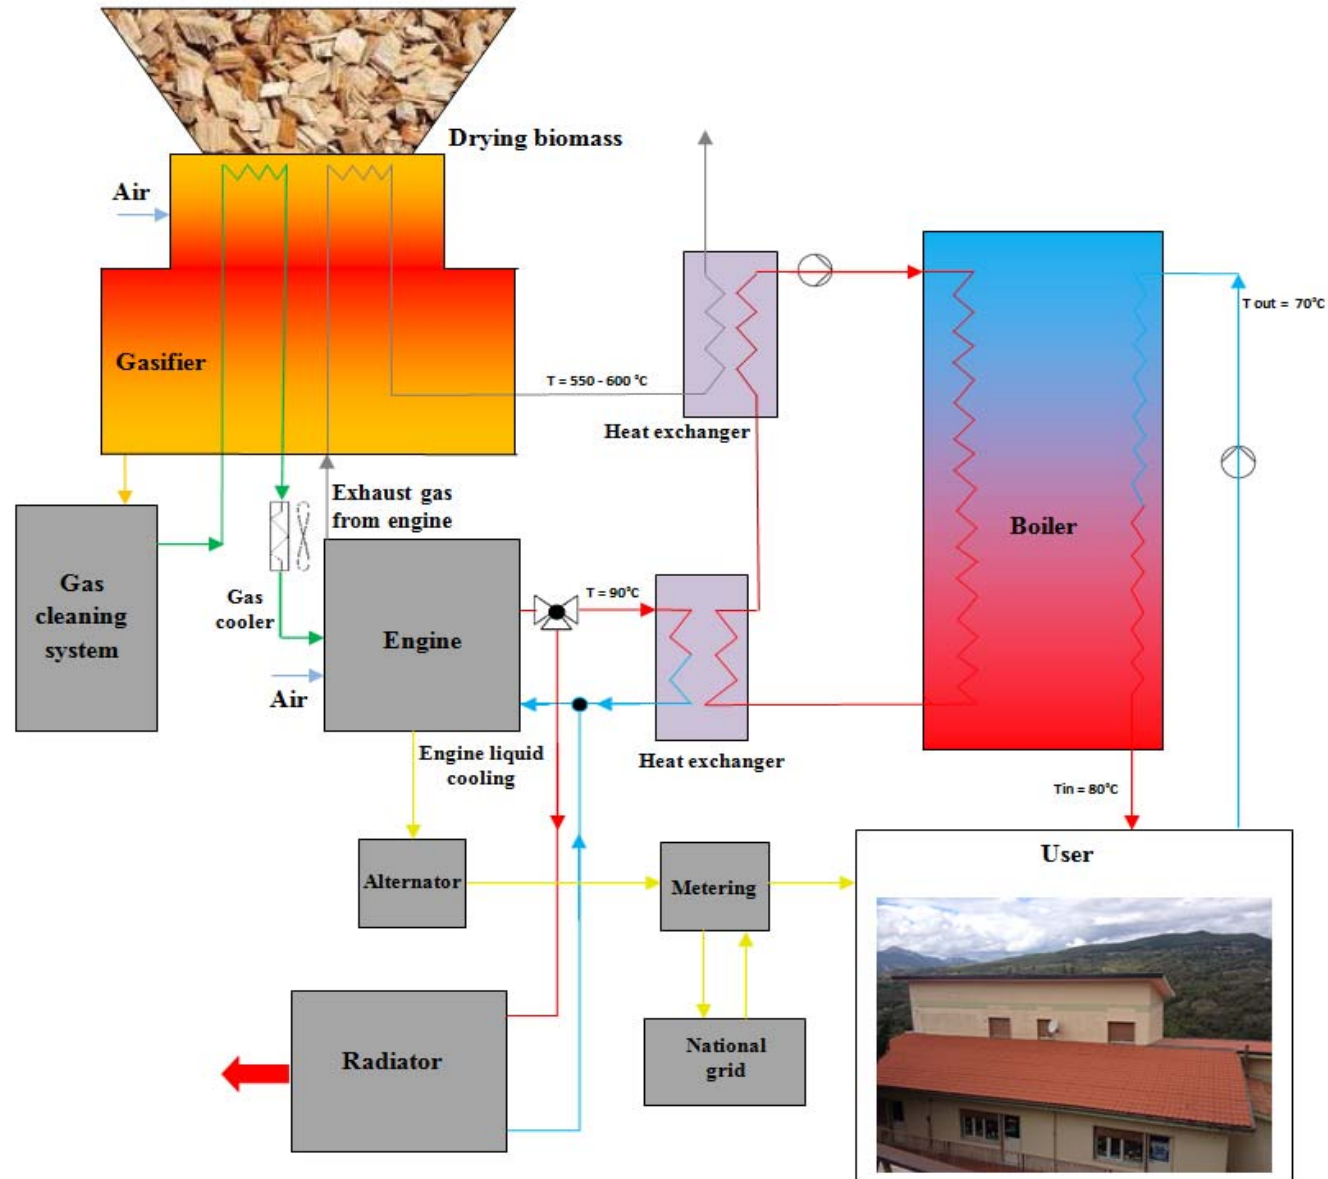 Drying biomass
Air
T out = 70°C
Gasifier
T = 550 - 600 °C
Heat exchanger
Exhaust gas
from engine
Boiler
Gas
cleaning
system
Gas
cooler
T = 90°C
Engine
Air
Engine liquid
cooling
Heat exchanger
Tin = 80°C
User
Alternator
Metering
National
grid
Radiator